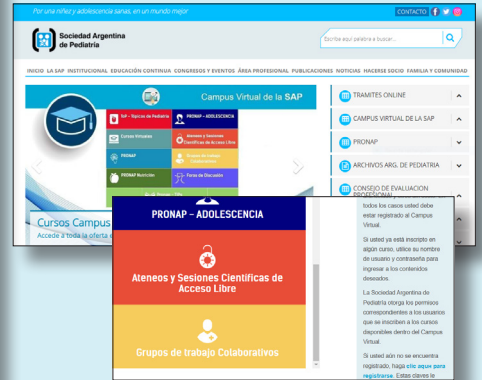 Por una niñez y adolescencia sanas, en un mundo mejor
CONTACTO
Sociedad Argentina
de Pediatría
Escribe aquí palabra a buscar...
INICIO LA SAP INSTITUCIONAL EDUCACIÓN CONTINUA CONGRESOS Y EVENTOS ÁREA PROFESIONAL PUBLICACIONES NOTICIAS HACERSE SOCIO FAMILIA Y COMUNIDAD
Campus Virtual de la SAP
TeP - Tópicos de Pediatría
PRONAP - ADOLESCENCIA
Cursos Virtuales
Ateneos y Sesiones
Científicas de Acceso Libre
PRONAP
Grupos de trabajo
Colaborativos
PRONAP Nutrición
Foros de Discusión
Cursos Campus
Accede a toda la oferta
TRAMITES ONLINE
CAMPUS VIRTUAL DE LA SAP
PRONAP
ARCHIVOS ARG. DE PEDIATRIA
CONSEJO DE EVALUACION
PROFESIONAL
PRONAP - ADOLESCENCIA
Ateneos y Sesiones Científicas de
Acceso Libre
Grupos de trabajo Colaborativos
todos los casos usted debe
estar registrado al Campus
Virtual.
Si usted ya está inscripto en
algún curso, utilice su nombre
de usuario y contraseña para
ingresar a los contenidos
deseados.
La Sociedad Argentina de
Pediatría otorga los permisos
correspondientes a los usuarios
que se inscriben a los cursos
disponibles dentro del Campus
Virtual.
Si usted aún no se encuentra
registrado, haga clic aquí para
registrarse. Estas claves le